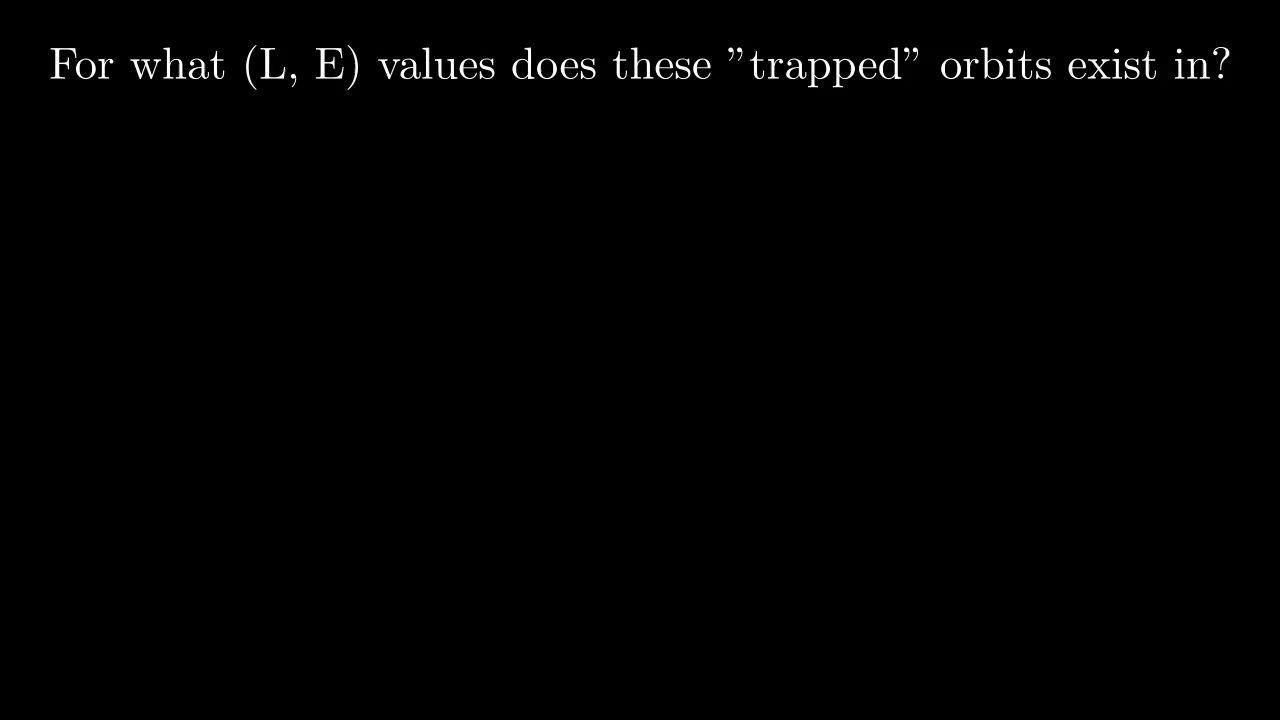 For what (L, E) values does these ”trapped” orbits exist in?